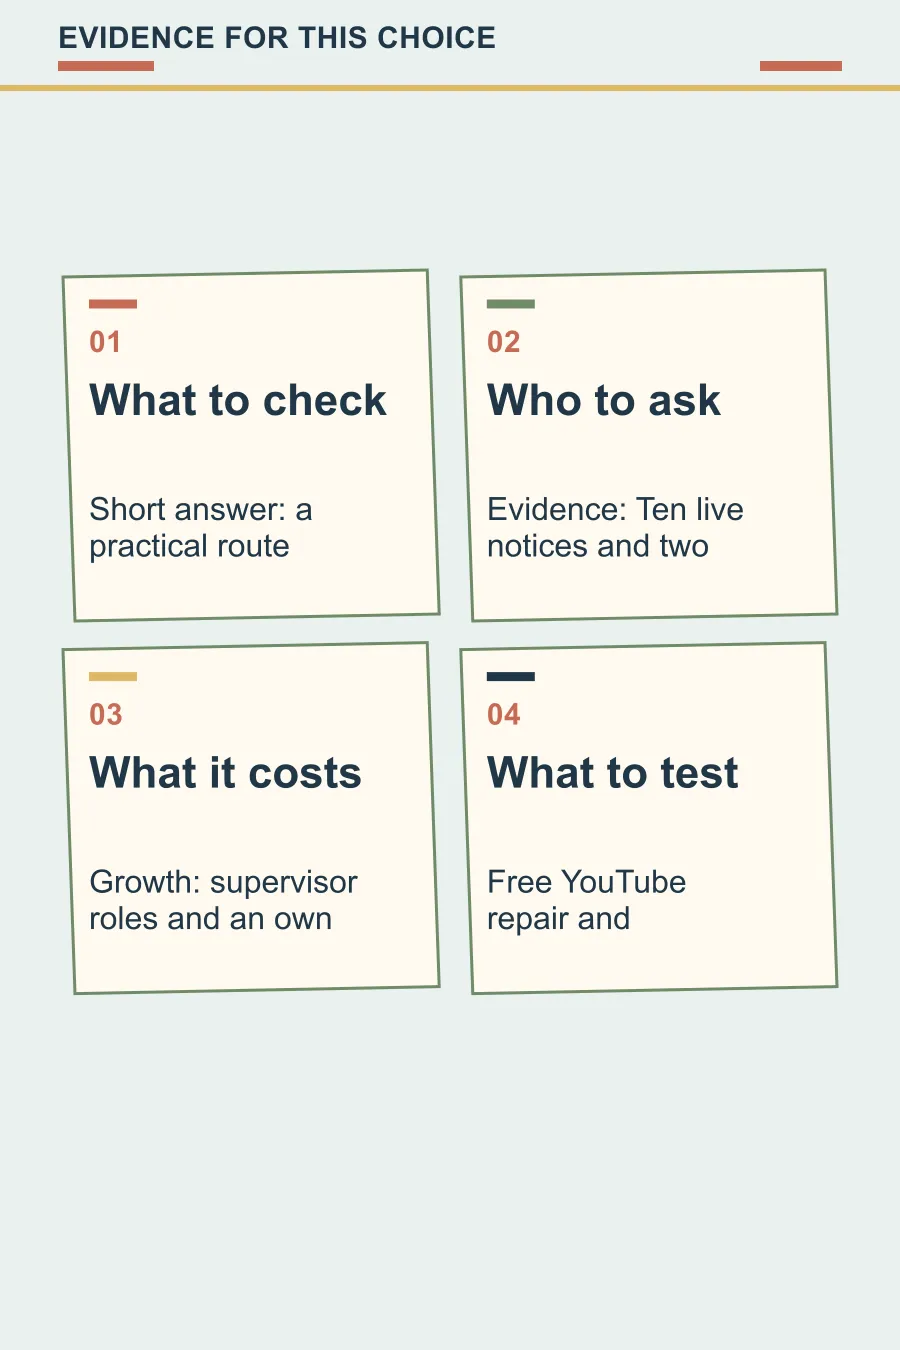 EVIDENCE FOR THIS CHOICE
01
What to check
Short answer: a
practical route
02
Who to ask
Evidence: Ten live
notices and two
03
What it costs
Growth: supervisor
roles and an own
04
What to test
Free YouTube
repair and